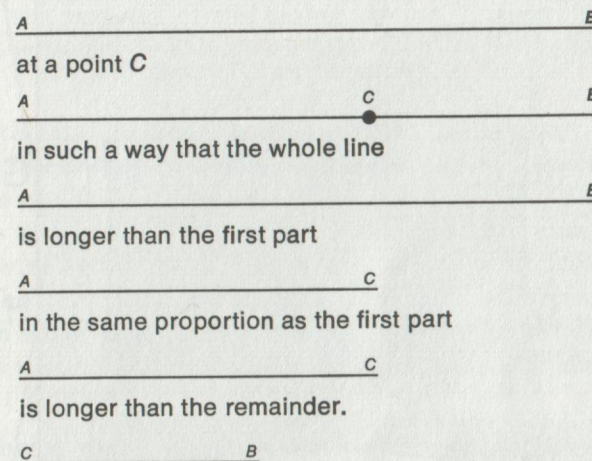 A B
at a point C
A C B
in such a way that the whole line
A B
is longer than the first part
A C
in the same proportion as the first part
A C
is longer than the remainder.
C B